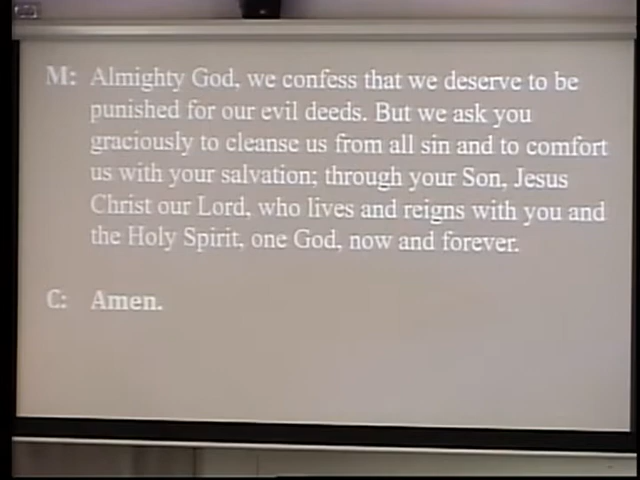 M: Almighty God, we confess that we deserve to be
punished for our evil deeds. But we ask you
graciously to cleanse us from all sin and to comfort
us with your salvation; through your Son, Jesus
Christ our Lord, who lives and reigns with you and
the Holy Spirit, one God, now and forever.
C: Amen.